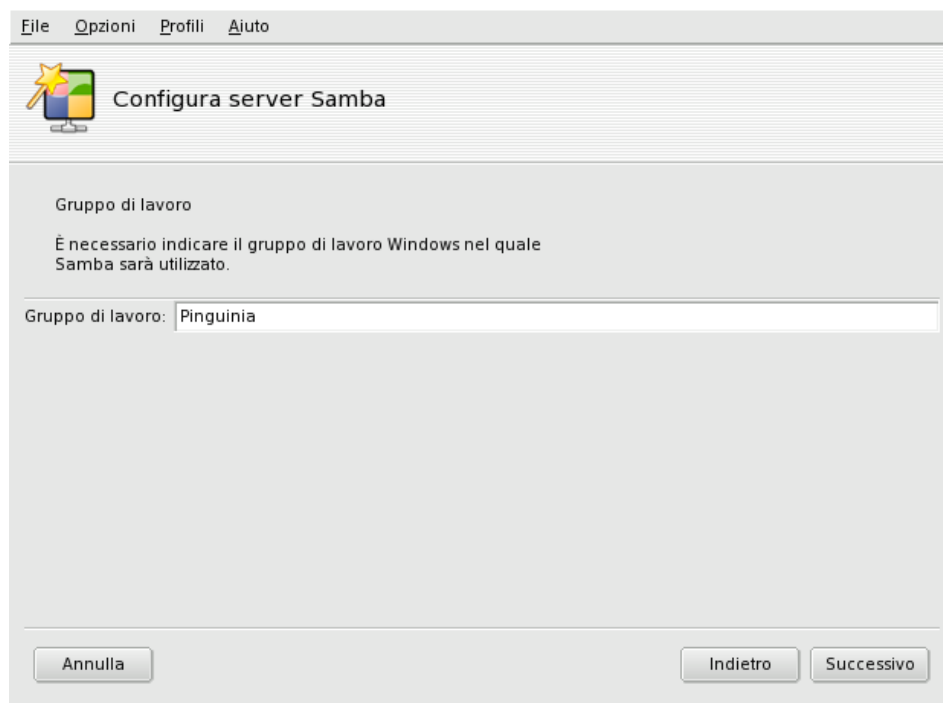 File Opzioni Profili Aiuto
Configura server Samba
Gruppo di lavoro
È necessario indicare il gruppo di lavoro Windows nel quale
Samba sarà utilizzato.
Gruppo di lavoro: Pinguinia
Annulla Indietro Successivo